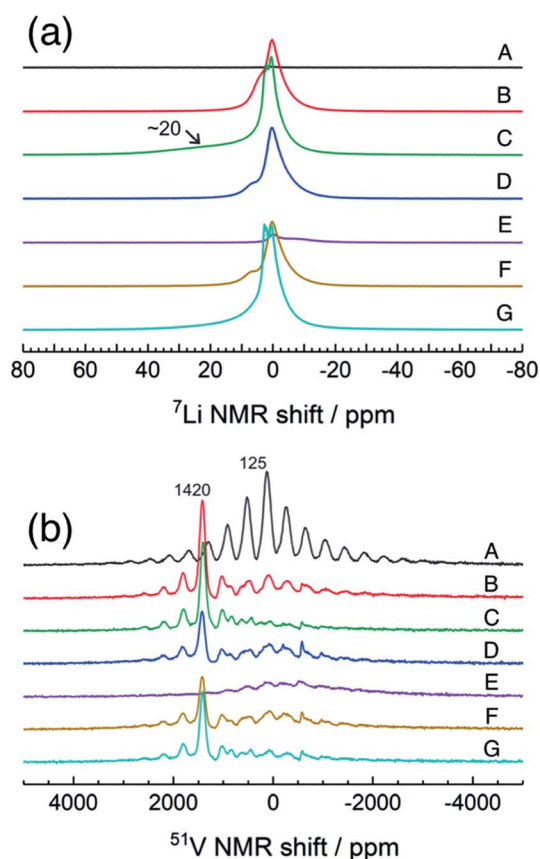 (a)
A
B
~20
C
D
E
F
G
80 60 40 20 0 -20 -40 -60 -80
⁷Li NMR shift / ppm
(b)
125
1420
A
B
C
D
E
F
G
4000 2000 0 -2000 -4000
⁵¹V NMR shift / ppm